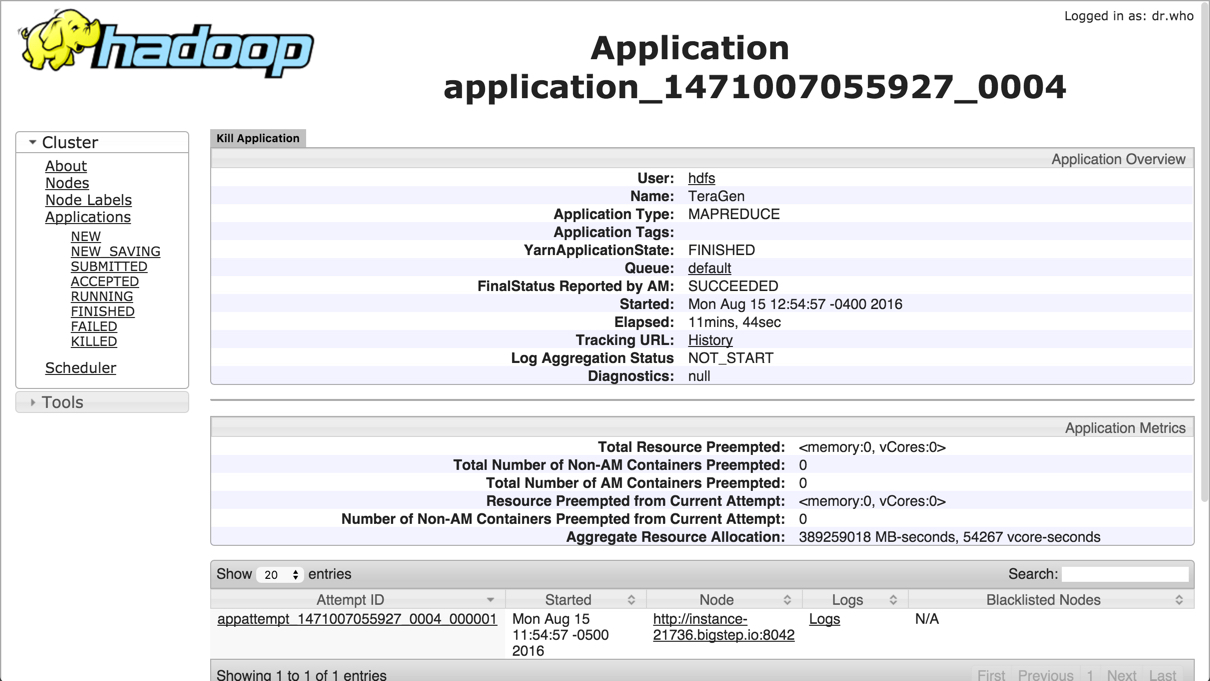 hadoop
Logged in as: dr.who
Application
application_1471007055927_0004
Cluster
About
Nodes
Node Labels
Applications
NEW
NEW_SAVING
SUBMITTED
ACCEPTED
RUNNING
FINISHED
FAILED
KILLED
Scheduler
Tools
Kill Application
Application Overview
User: hdfs
Name: TeraGen
Application Type: MAPREDUCE
Application Tags:
YarnApplicationState: FINISHED
Queue: default
FinalStatus Reported by AM: SUCCEEDED
Started: Mon Aug 15 12:54:57 -0400 2016
Elapsed: 11mins, 44sec
Tracking URL: History
Log Aggregation Status NOT_START
Diagnostics: null
Application Metrics
Total Resource Preempted: <memory:0, vCores:0>
Total Number of Non-AM Containers Preempted: 0
Total Number of AM Containers Preempted: 0
Resource Preempted from Current Attempt: <memory:0, vCores:0>
Number of Non-AM Containers Preempted from Current Attempt: 0
Aggregate Resource Allocation: 389259018 MB-seconds, 54267 vcore-seconds
Show 20 entries Search:
Attempt ID Started Node Logs Blacklisted Nodes
appattempt_1471007055927_0004_000001 Mon Aug 15 http://instance- Logs N/A
11:54:57 -0500 21736.bigstep.io:8042
2016
Showing 1 to 1 of 1 entries First Previous 1 Next Last